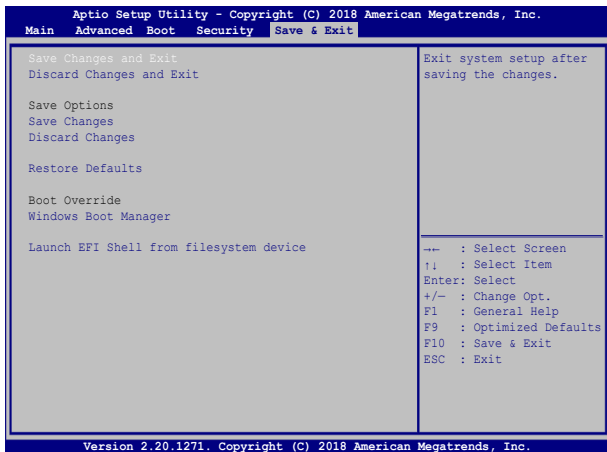 Aptio Setup Utility - Copyright (C) 2018 American Megatrends, Inc.
Main Advanced Boot Security Save & Exit
Save Changes and Exit
Discard Changes and Exit
Save Options
Save Changes
Discard Changes
Restore Defaults
Boot Override
Windows Boot Manager
Launch EFI Shell from filesystem device
Exit system setup after
saving the changes.
→← : Select Screen
↑↓ : Select Item
Enter: Select
+/− : Change Opt.
F1 : General Help
F9 : Optimized Defaults
F10 : Save & Exit
ESC : Exit
Version 2.20.1271. Copyright (C) 2018 American Megatrends, Inc.